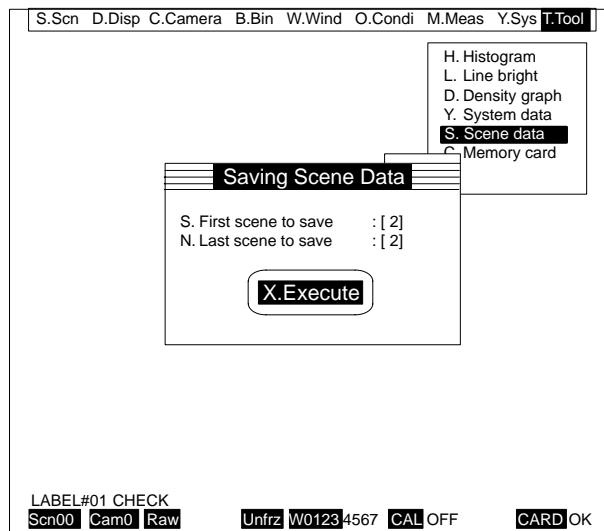 S.Scn D.Disp C.Camera B.Bin W.Wind O.Condi M.Meas Y.Sys T.Tool
H. Histogram
L. Line bright
D. Density graph
Y. System data
S. Scene data
C. Memory card
Saving Scene Data
S. First scene to save : [ 2]
N. Last scene to save : [ 2]
X.Execute
LABEL#01 CHECK
Scn00 Cam0 Raw Unfrz W01234567 CAL OFF CARD OK